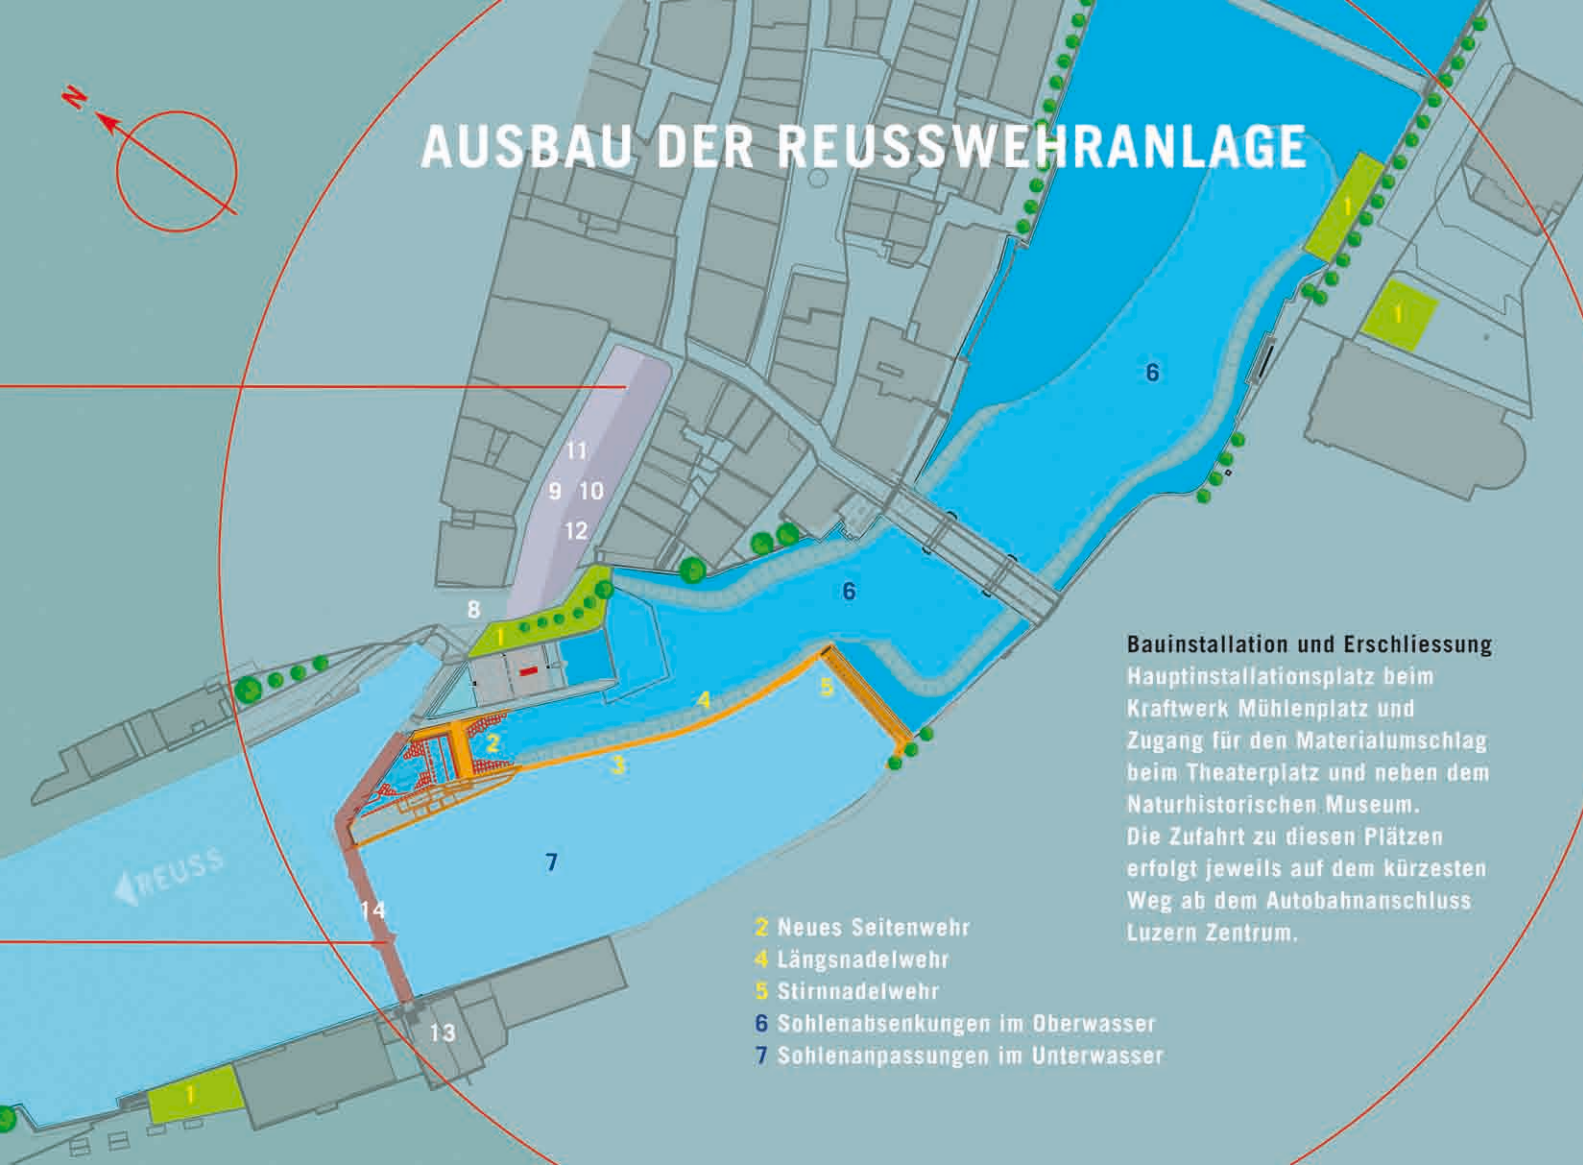 N
AUSBAU DER REUSSWEHRANLAGE
1
1
6
11
9 10
12
6
8
1
4
5
2
3
7
REUSS
14
13
1
Bauinstallation und Erschliessung
Hauptinstallationsplatz beim
Kraftwerk Mühlenplatz und
Zugang für den Materialumschlag
beim Theaterplatz und neben dem
Naturhistorischen Museum.
Die Zufahrt zu diesen Plätzen
erfolgt jeweils auf dem kürzesten
Weg ab dem Autobahnanschluss
Luzern Zentrum.
2 Neues Seitenwehr
4 Längsnadelwehr
5 Stirnnadelwehr
6 Sohlenabsenkungen im Oberwasser
7 Sohlenanpassungen im Unterwasser